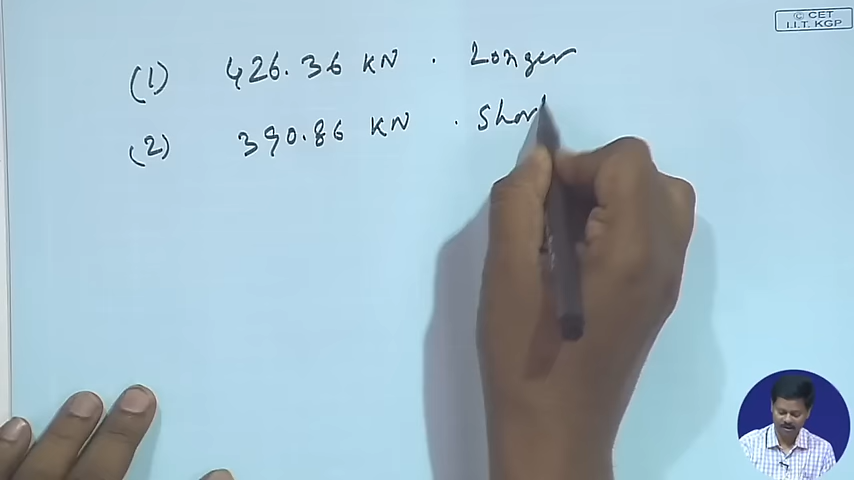 © CET
I.I.T. KGP
(1) 426.36 KN . Longer
(2) 390.86 KN . Shor